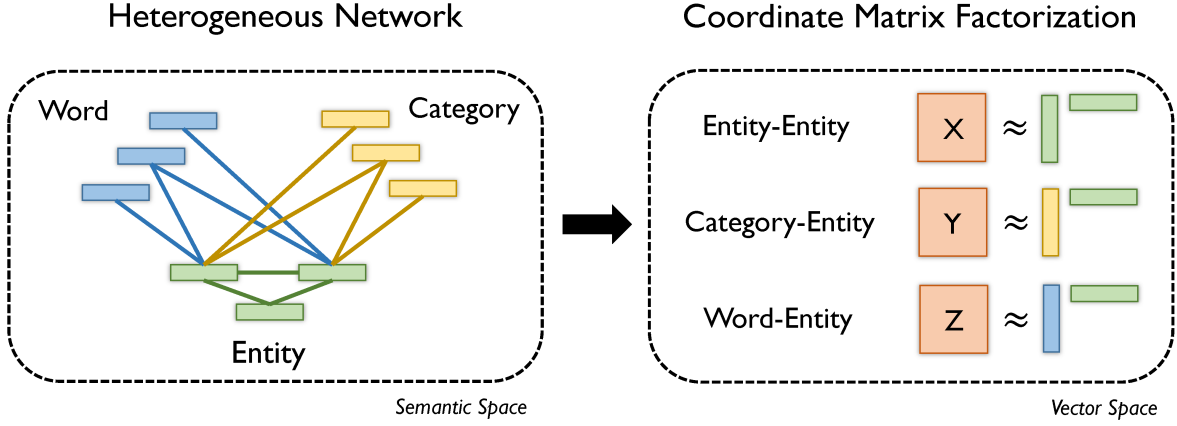 Heterogeneous Network
Word
Category
Entity
Semantic Space
Coordinate Matrix Factorization
Entity-Entity X ≈
Category-Entity Y ≈
Word-Entity Z ≈
Vector Space